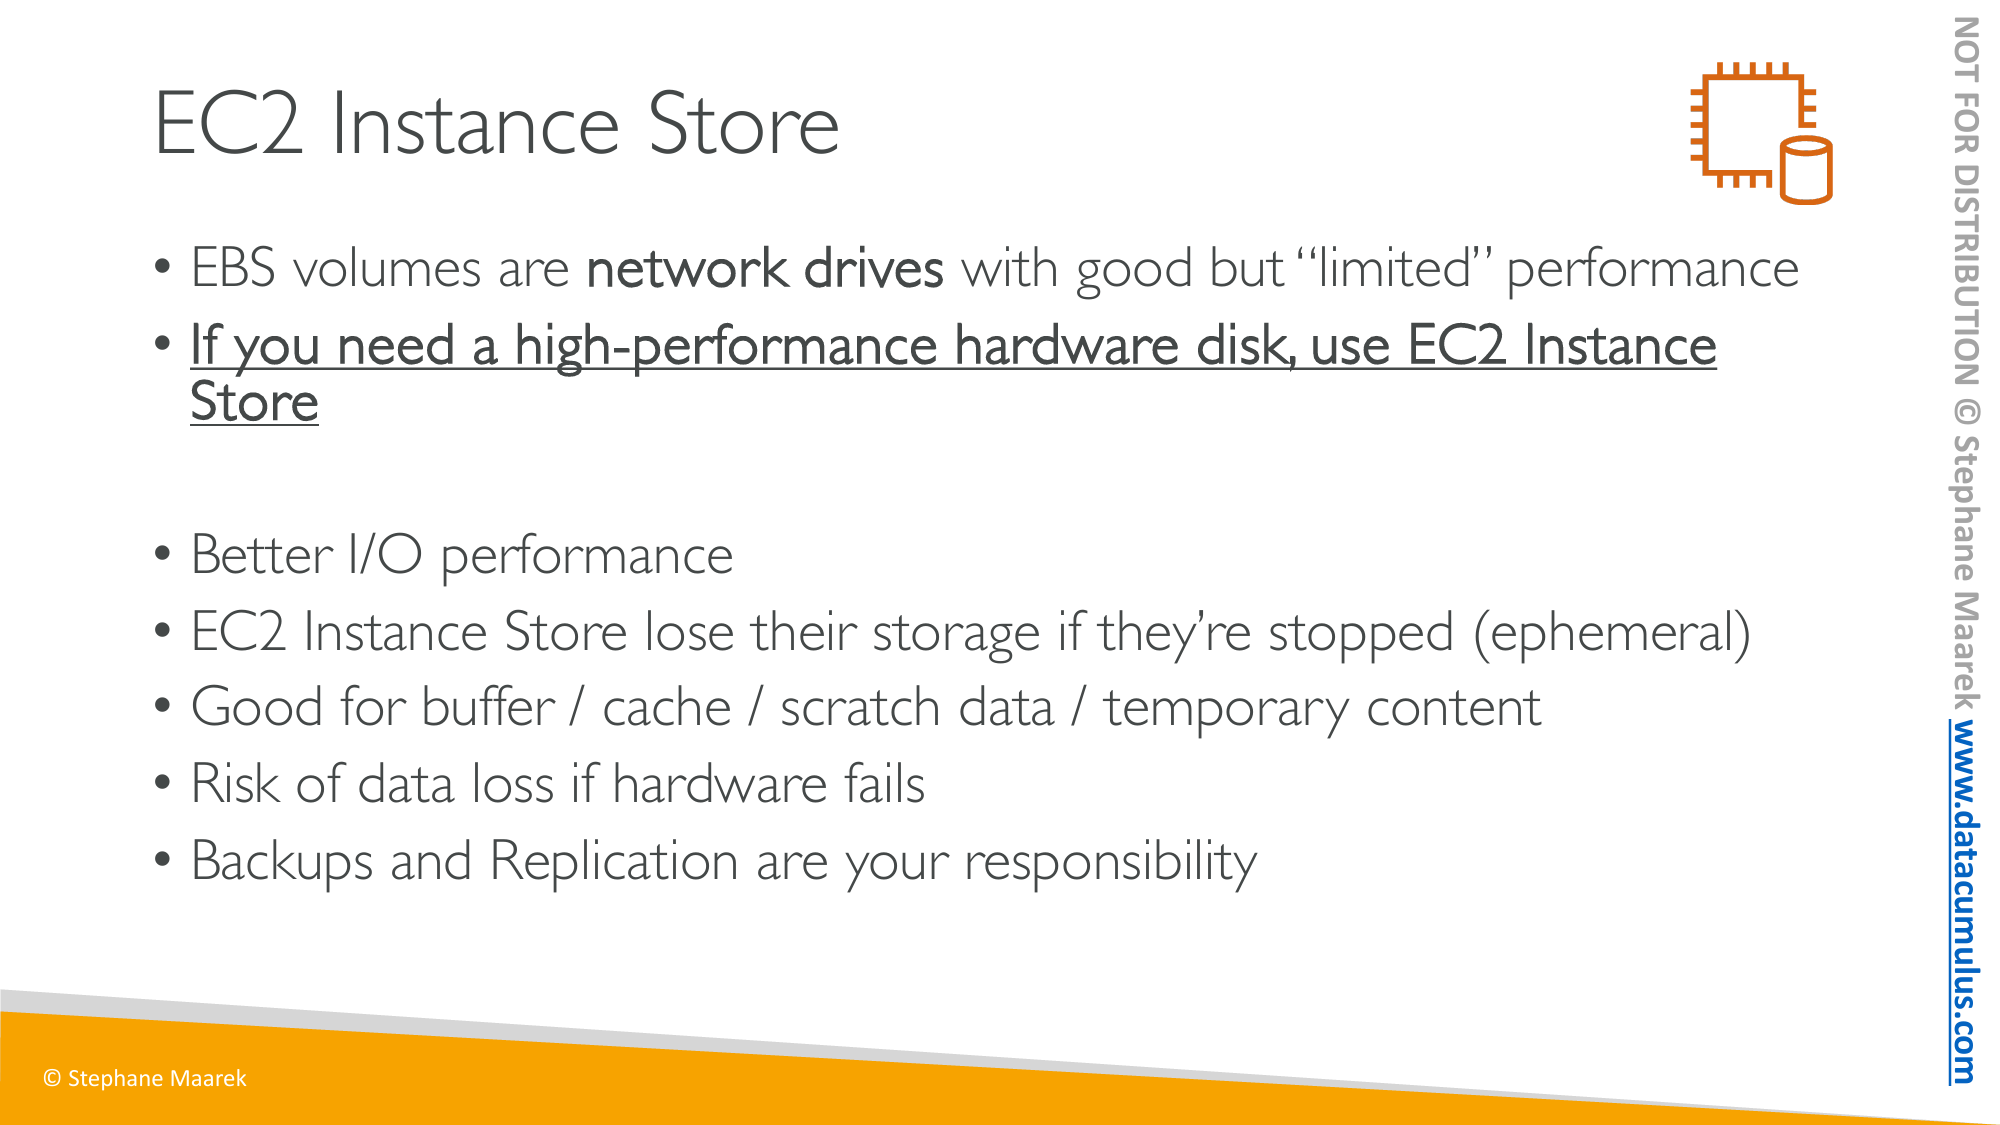 EC2 Instance Store
• EBS volumes are network drives with good but “limited” performance
• If you need a high-performance hardware disk, use EC2 Instance
Store
• Better I/O performance
• EC2 Instance Store lose their storage if they’re stopped (ephemeral)
• Good for buffer / cache / scratch data / temporary content
• Risk of data loss if hardware fails
• Backups and Replication are your responsibility
© Stephane Maarek
NOT FOR DISTRIBUTION © Stephane Maarek www.datacumulus.com